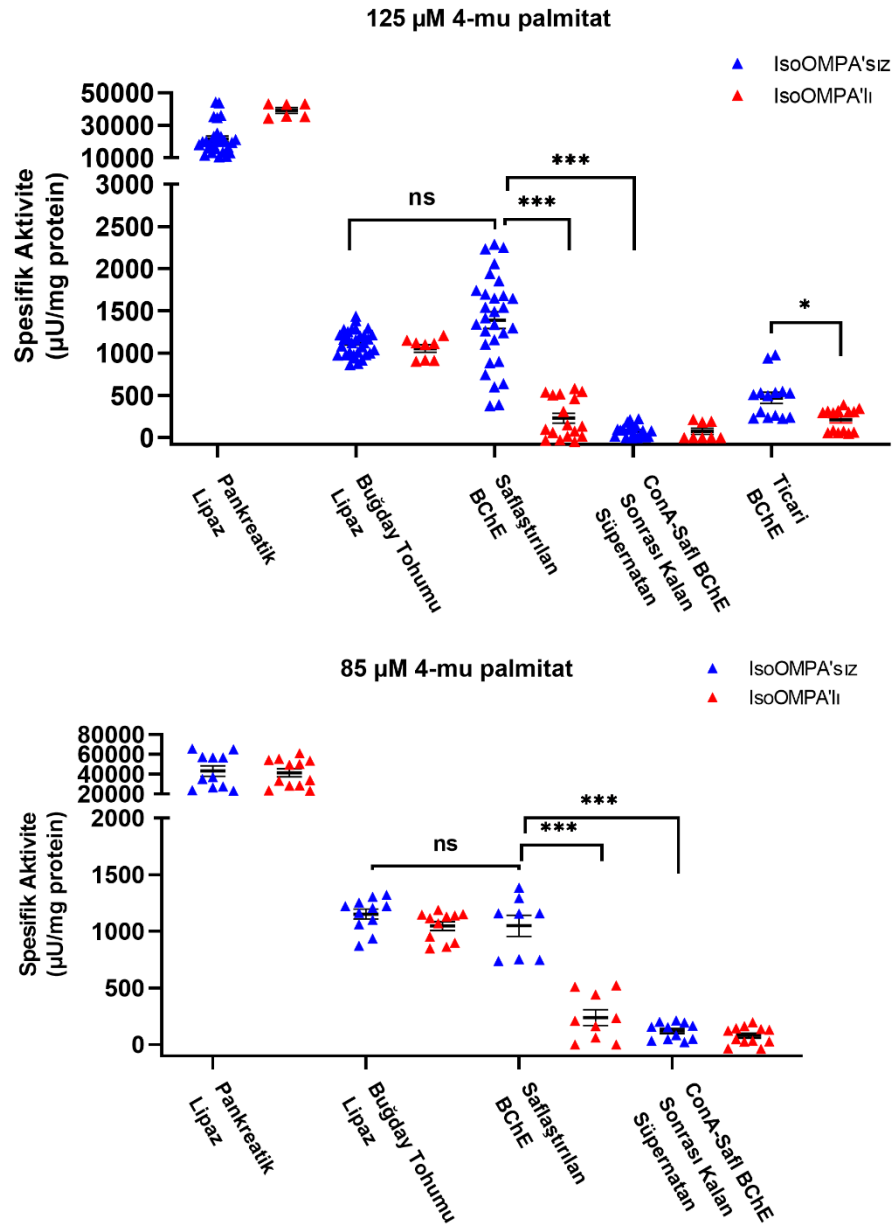 125 µM 4-mu palmitat
IsoOMPA'sız
IsoOMPA'lı
Spesifik Aktivite
(µU/mg protein)
50000
30000
10000
3000
2500
2000
1500
1000
500
0
ns
***
***
*
Pankreatik
Lipaz
Buğday Tohumu
Lipaz
Saflaştırılan
BChE
ConA-Safl BChE
Sonrası Kalan
Süpernatan
Ticari
BChE
85 µM 4-mu palmitat
IsoOMPA'sız
IsoOMPA'lı
Spesifik Aktivite
(µU/mg protein)
80000
60000
40000
20000
2000
1500
1000
500
0
ns
***
***
Pankreatik
Lipaz
Buğday Tohumu
Lipaz
Saflaştırılan
BChE
ConA-Safl BChE
Sonrası Kalan
Süpernatan